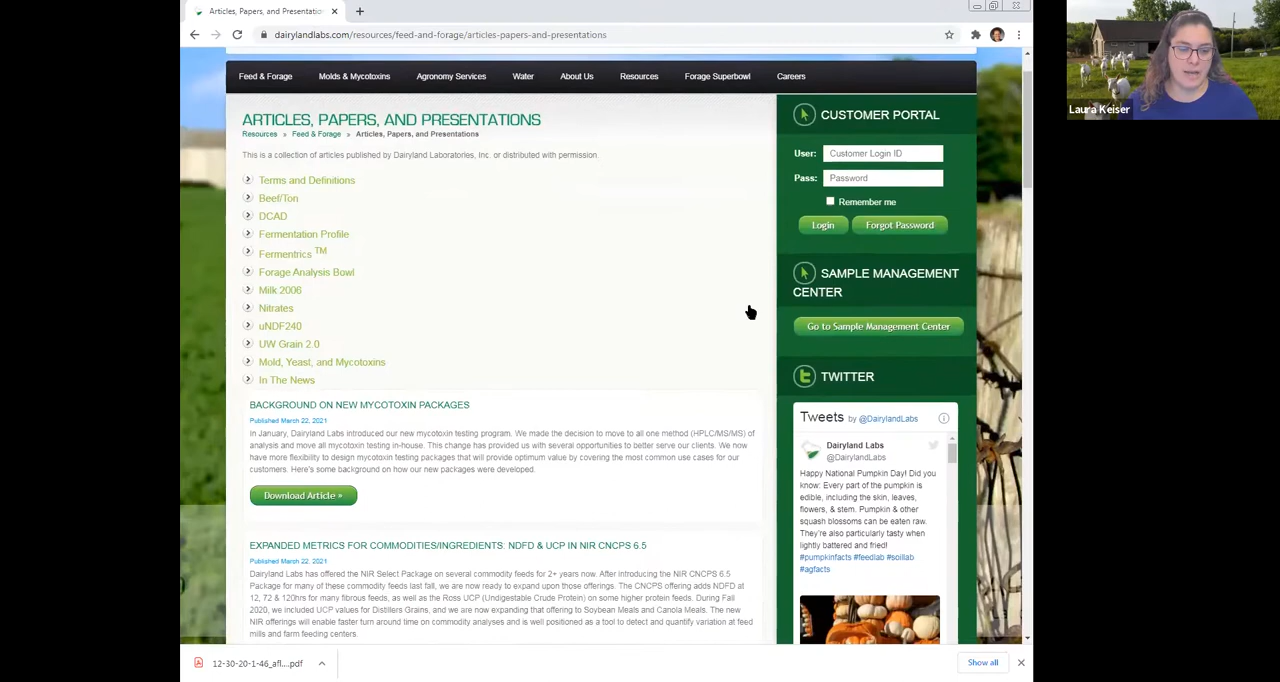 Articles, Papers, and Presentatio
dairylandlabs.com/resources/feed-and-forage/articles-papers-and-presentations
Laura Keiser
Feed & Forage
Molds & Mycotoxins
Agronomy Services
Water
About Us
Resources
Forage Superbowl
Careers
ARTICLES, PAPERS, AND PRESENTATIONS
Resources » Feed & Forage » Articles, Papers, and Presentations
This is a collection of articles published by Dairyland Laboratories, Inc. or distributed with permission.
Terms and Definitions
Beef/Ton
DCAD
Fermentation Profile
Fermentrics TM
Forage Analysis Bowl
Milk 2006
Nitrates
uNDF240
UW Grain 2.0
Mold, Yeast, and Mycotoxins
In The News
BACKGROUND ON NEW MYCOTOXIN PACKAGES
Published March 22, 2021
In January, Dairyland Labs introduced our new mycotoxin testing program. We made the decision to move to all one method (HPLC/MS/MS) of
analysis and move all mycotoxin testing in-house. This change has provided us with several opportunities to better serve our clients. We now
have more flexibility to design mycotoxin testing packages that will provide optimum value by covering the most common use cases for our
customers. Here's some background on how our new packages were developed.
Download Article »
EXPANDED METRICS FOR COMMODITIES/INGREDIENTS: NDFD & UCP IN NIR CNCPS 6.5
Published March 22, 2021
Dairyland Labs has offered the NIR Select Package on several commodity feeds for 2+ years now. After introducing the NIR CNCPS 6.5
Package for many of these commodity feeds last fall, we are now ready to expand upon those offerings. The CNCPS offering adds NDFD at
12, 72 & 120hrs for many fibrous feeds, as well as the Ross UCP (Undigestable Crude Protein) on some higher protein feeds. During Fall
2020, we included UCP values for Distillers Grains, and we are now expanding that offering to Soybean Meals and Canola Meals. The new
NIR offerings will enable faster turn around time on commodity analyses and is well positioned as a tool to detect and quantify variation at feed
mills and farm feeding centers.
CUSTOMER PORTAL
User: Customer Login ID
Pass: Password
Remember me
Login
Forgot Password
SAMPLE MANAGEMENT
CENTER
Go to Sample Management Center
TWITTER
Tweets by @DairylandLabs
Dairyland Labs
@DairylandLabs
Happy National Pumpkin Day! Did you
know: Every part of the pumpkin is
edible, including the skin, leaves,
flowers, & stem. Pumpkin & other
squash blossoms can be eaten raw.
They're also particularly tasty when
lightly battered and fried!
#pumpkinfacts #feedlab #soillab
#agfacts
12-30-20-1-46_afl....pdf
Show all